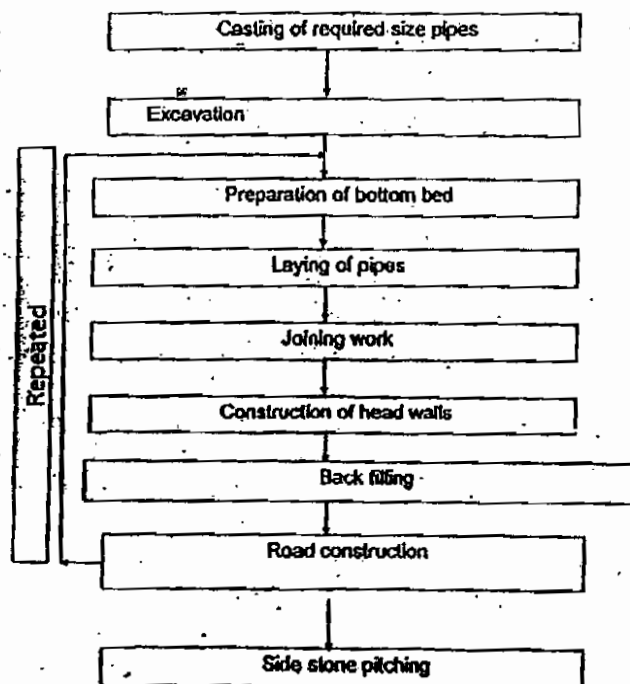 Casting of required size pipes
Excavation
Preparation of bottom bed
Laying of pipes
Joining work
Construction of head walls
Back filling
Road construction
Side stone pitching
Repeated